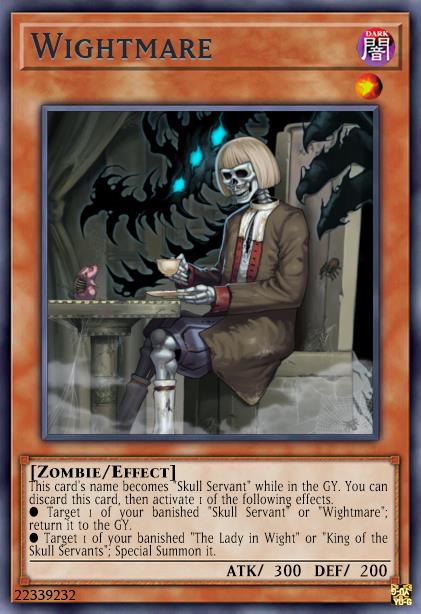 WIGHTMARE
DARK
闇
[ZOMBIE/EFFECT]
This card's name becomes "Skull Servant" while in the GY. You can
discard this card, then activate 1 of the following effects.
● Target 1 of your banished "Skull Servant" or "Wightmare";
return it to the GY.
● Target 1 of your banished "The Lady in Wight" or "King of the
Skull Servants"; Special Summon it.
ATK/ 300 DEF/ 200
22339232